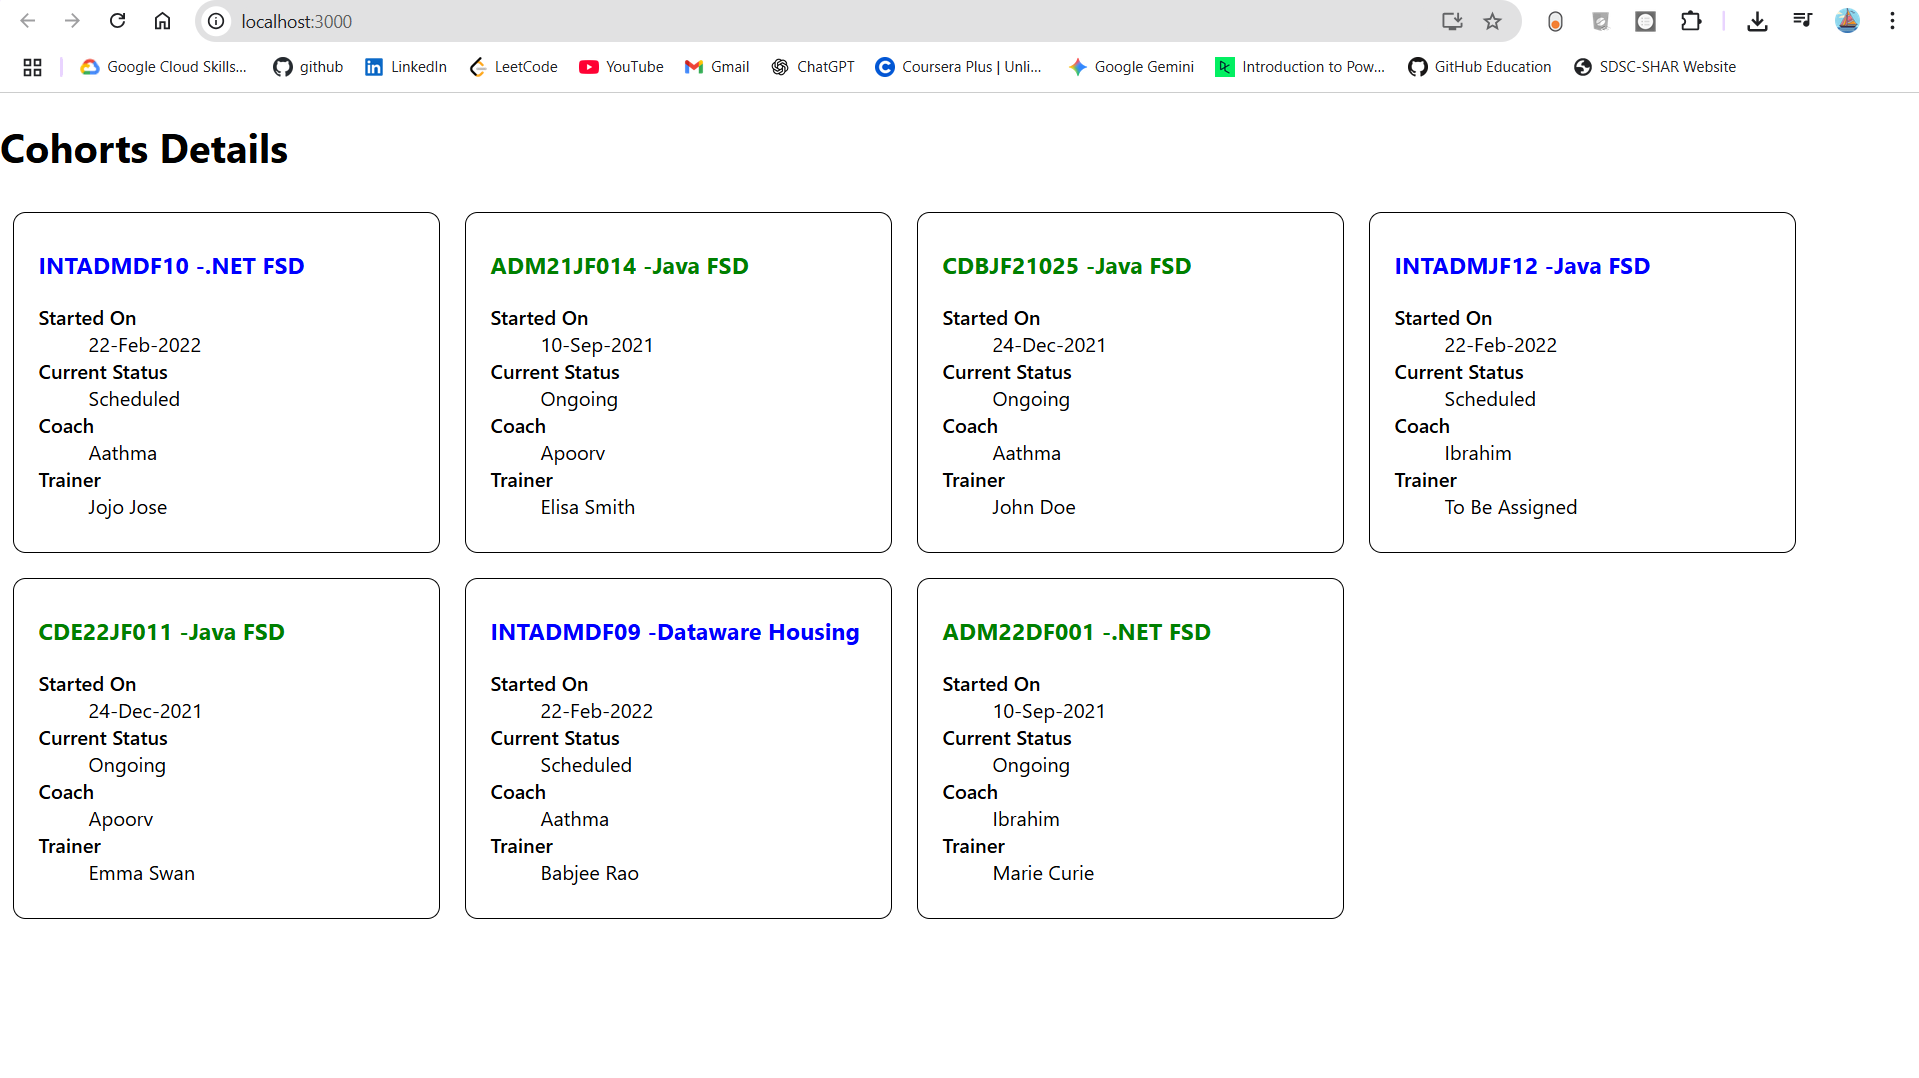 localhost:3000
Google Cloud Skills... github LinkedIn LeetCode YouTube Gmail ChatGPT Coursera Plus | Unli... Google Gemini Introduction to Pow... GitHub Education SDSC-SHAR Website
Cohorts Details
INTADMDF10 -.NET FSD
Started On
22-Feb-2022
Current Status
Scheduled
Coach
Aathma
Trainer
Jojo Jose
ADM21JF014 -Java FSD
Started On
10-Sep-2021
Current Status
Ongoing
Coach
Apoorv
Trainer
Elisa Smith
CDBJF21025 -Java FSD
Started On
24-Dec-2021
Current Status
Ongoing
Coach
Aathma
Trainer
John Doe
INTADMJF12 -Java FSD
Started On
22-Feb-2022
Current Status
Scheduled
Coach
Ibrahim
Trainer
To Be Assigned
CDE22JF011 -Java FSD
Started On
24-Dec-2021
Current Status
Ongoing
Coach
Apoorv
Trainer
Emma Swan
INTADMDF09 -Dataware Housing
Started On
22-Feb-2022
Current Status
Scheduled
Coach
Aathma
Trainer
Babjee Rao
ADM22DF001 -.NET FSD
Started On
10-Sep-2021
Current Status
Ongoing
Coach
Ibrahim
Trainer
Marie Curie